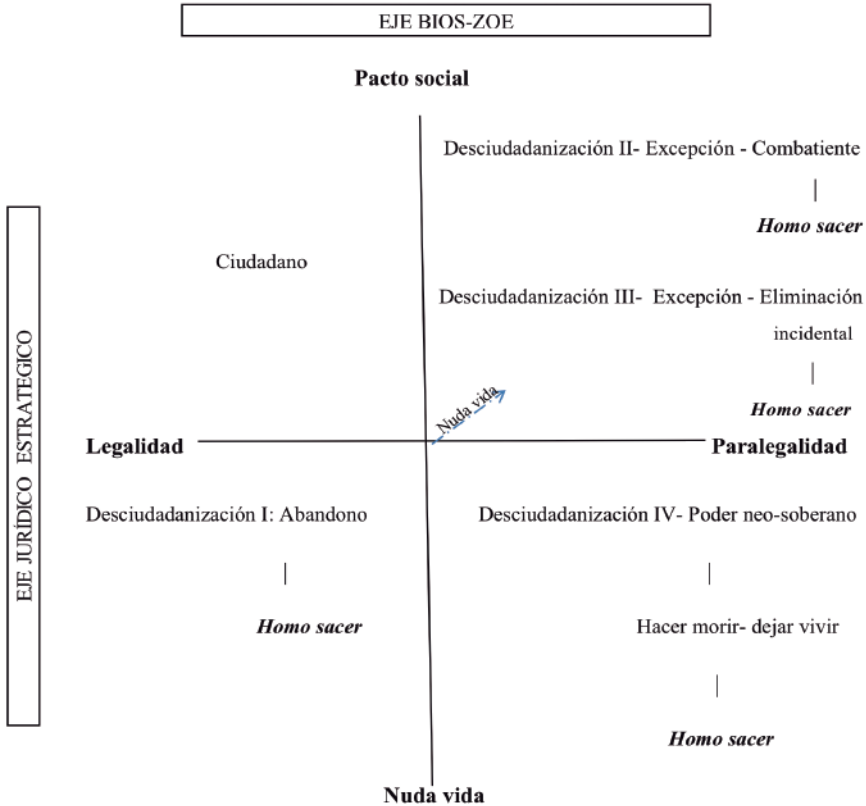 EJE BIOS-ZOE
Pacto social
Desciudadanización II- Excepción - Combatiente
Homo sacer
Ciudadano
Desciudadanización III- Excepción - Eliminación
incidental
Homo sacer
Nuda vida
EJE JURÍDICO ESTRATEGICO
Legalidad
Paralegalidad
Desciudadanización I: Abandono
Homo sacer
Desciudadanización IV- Poder neo-soberano
Hacer morir- dejar vivir
Homo sacer
Nuda vida